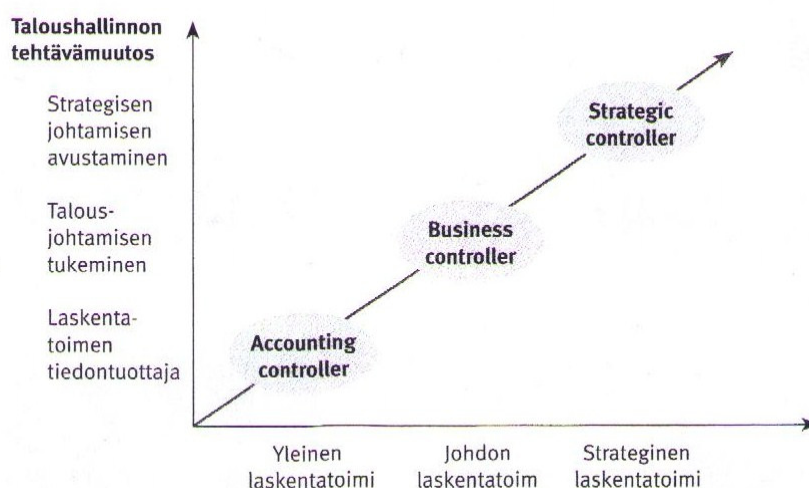 Taloushallinnon
tehtävämuutos
Strategisen
johtamisen
avustaminen
Strategic
controller
Talous-
johtamisen
tukeminen
Business
controller
Laskenta-
toimen
tiedontuottaja
Accounting
controller
Yleinen
laskentatoimi
Johdon
laskentatoim
Strateginen
laskentatoimi